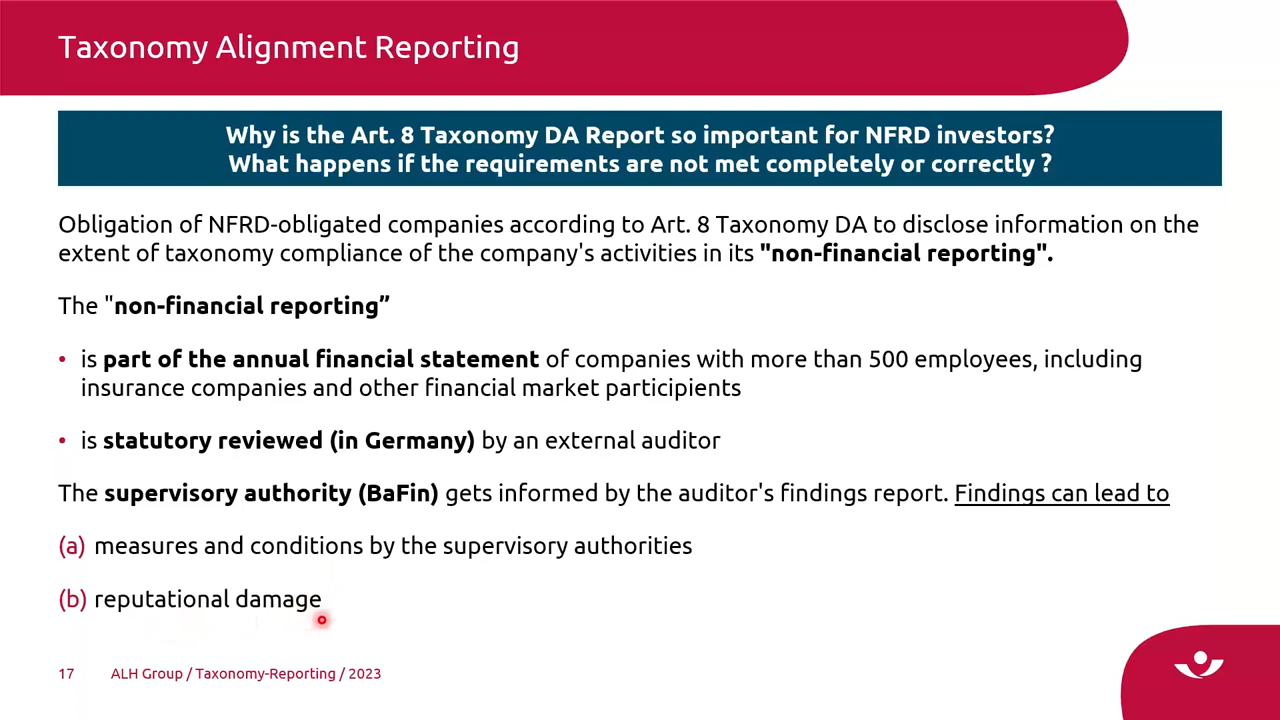 Taxonomy Alignment Reporting
Why is the Art. 8 Taxonomy DA Report so important for NFRD investors?
What happens if the requirements are not met completely or correctly ?
Obligation of NFRD-obligated companies according to Art. 8 Taxonomy DA to disclose information on the
extent of taxonomy compliance of the company's activities in its "non-financial reporting".
The "non-financial reporting”
• is part of the annual financial statement of companies with more than 500 employees, including
insurance companies and other financial market participients
• is statutory reviewed (in Germany) by an external auditor
The supervisory authority (BaFin) gets informed by the auditor's findings report. Findings can lead to
(a) measures and conditions by the supervisory authorities
(b) reputational damage
17 ALH Group / Taxonomy-Reporting / 2023